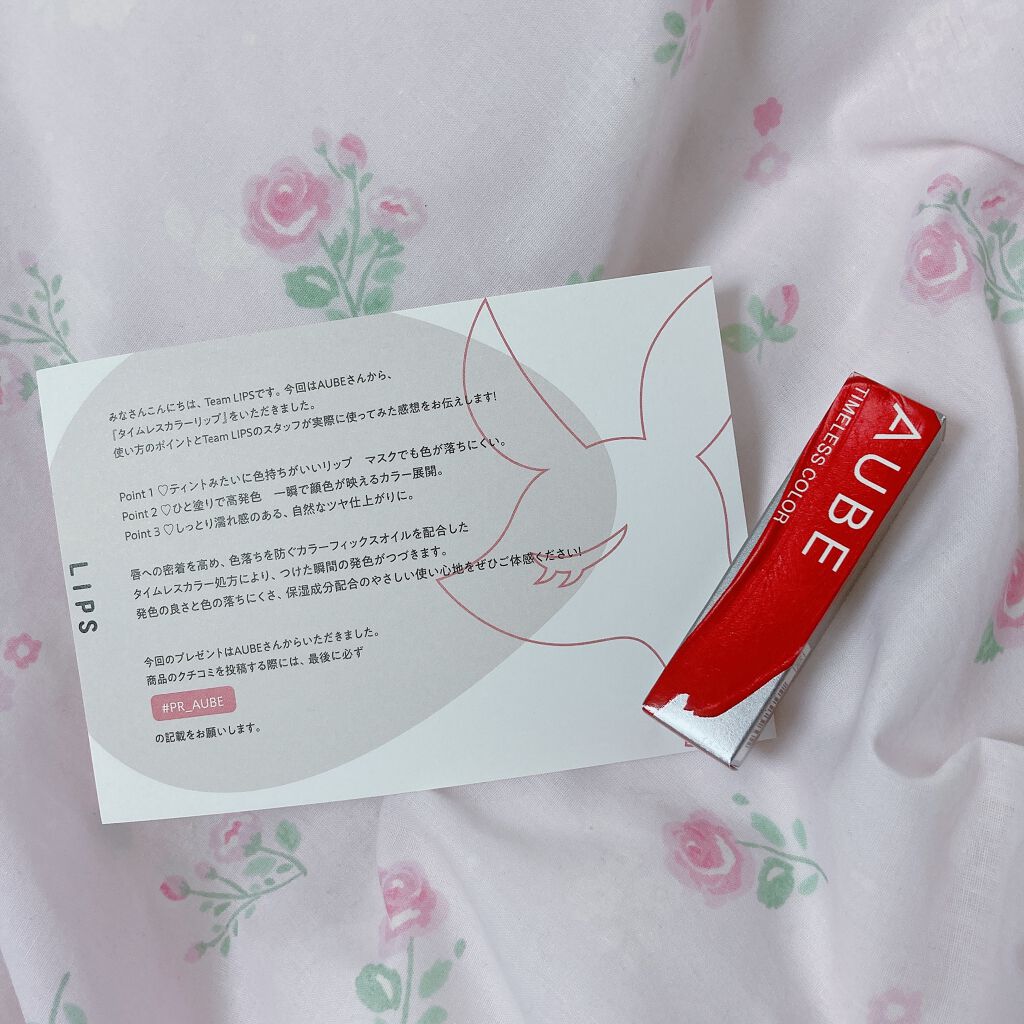 みなさんこんにちは、Team LIPSです。今回はAUBEさんから、
『タイムレスカラーリップ』をいただきました。
使い方のポイントとTeam LIPSのスタッフが実際に使ってみた感想をお伝えします!
Point 1 ♡ティントみたいに色持ちがいいリップ　マスクでも色が落ちにくい。
Point 2 ♡ひと塗りで高発色　一瞬で顔色が映えるカラー展開。
Point 3 ♡しっとり濡れ感のある、自然なツヤ仕上がりに。
唇への密着を高め、色落ちを防ぐカラーフィックスオイルを配合した
タイムレスカラー処方により、つけた瞬間の発色がつづきます。
発色の良さと色の落ちにくさ、保湿成分配合のやさしい使い心地をぜひご体感ください!
今回のプレゼントはAUBEさんからいただきました。
商品のクチコミを投稿する際には、最後に必ず
#PR_AUBE
の記載をお願いします。
LIPS
AUBE
TIMELESS COLOR